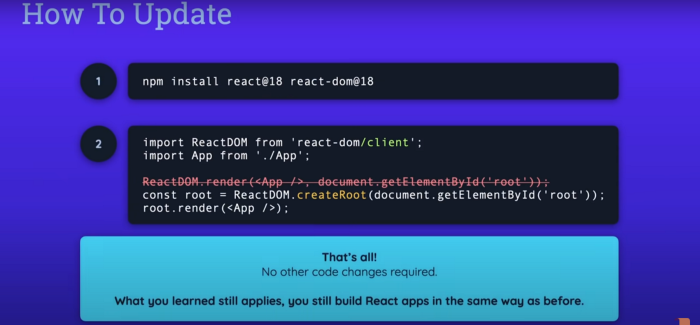 How To Update
1
npm install react@18 react-dom@18
2
import ReactDOM from 'react-dom/client';
import App from './App';
ReactDOM.render(<App />, document.getElementById('root'));
const root = ReactDOM.createRoot(document.getElementById('root'));
root.render(<App />);
That's all!
No other code changes required.
What you learned still applies, you still build React apps in the same way as before.